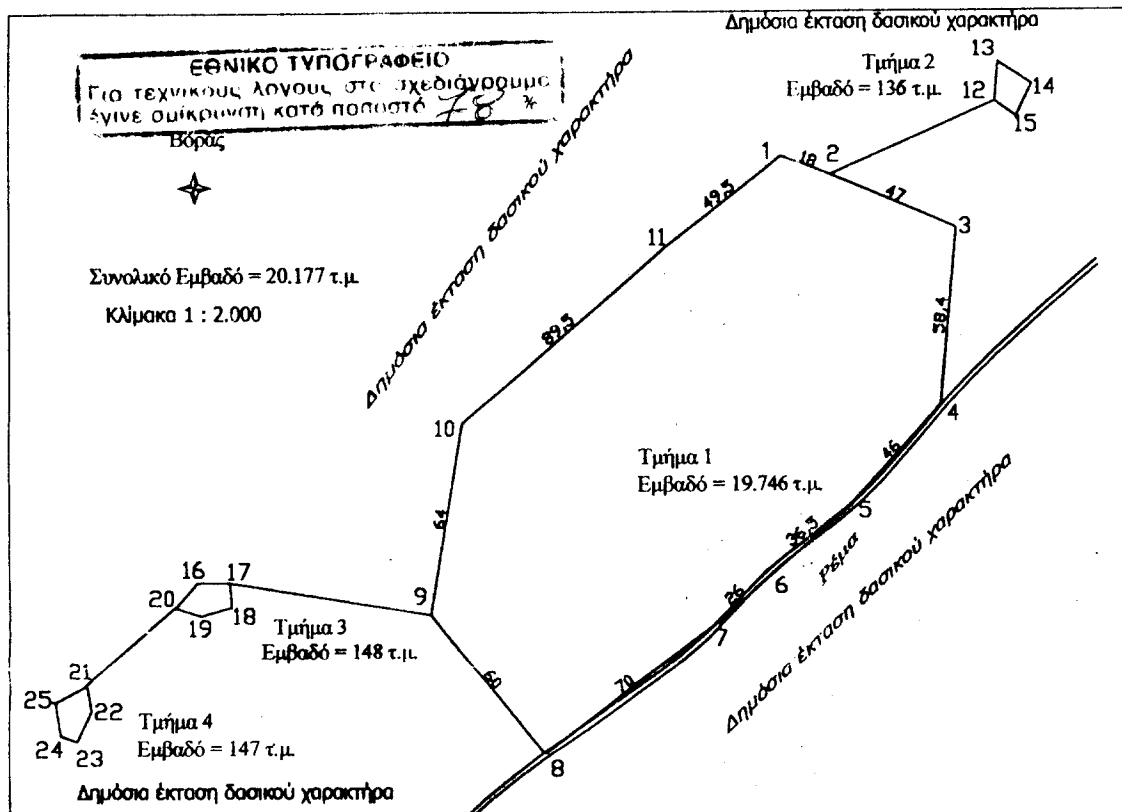 Δημόσια έκταση δασικού χαρακτήρα
ΕΘΝΙΚΟ ΤΥΠΟΓΡΑΦΕΙΟ
Για τεχνικους λογους στο σχεδιάγραμμα
έγινε σμίκρυνση κατά ποσοστό 78 %
Βόράς
Τμήμα 2
Εμβαδό = 136 τ.μ.
13
14
12
15
1
18
2
47
3
49,5
11
Δημόσια έκταση δασικού χαρακτήρα
Συνολικό Εμβαδό = 20.177 τ.μ.
Κλίμακα 1 : 2.000
89,5
58,4
4
10
Τμήμα 1
Εμβαδό = 19.746 τ.μ.
46
5
64
36,5
ρέμα
6
Δημόσια έκταση δασικού χαρακτήρα
16
17
9
26
20
19
18
7
Τμήμα 3
Εμβαδό = 148 τ.μ.
60
70
21
25
22
Τμήμα 4
Εμβαδό = 147 τ.μ.
24
23
8
Δημόσια έκταση δασικού χαρακτήρα